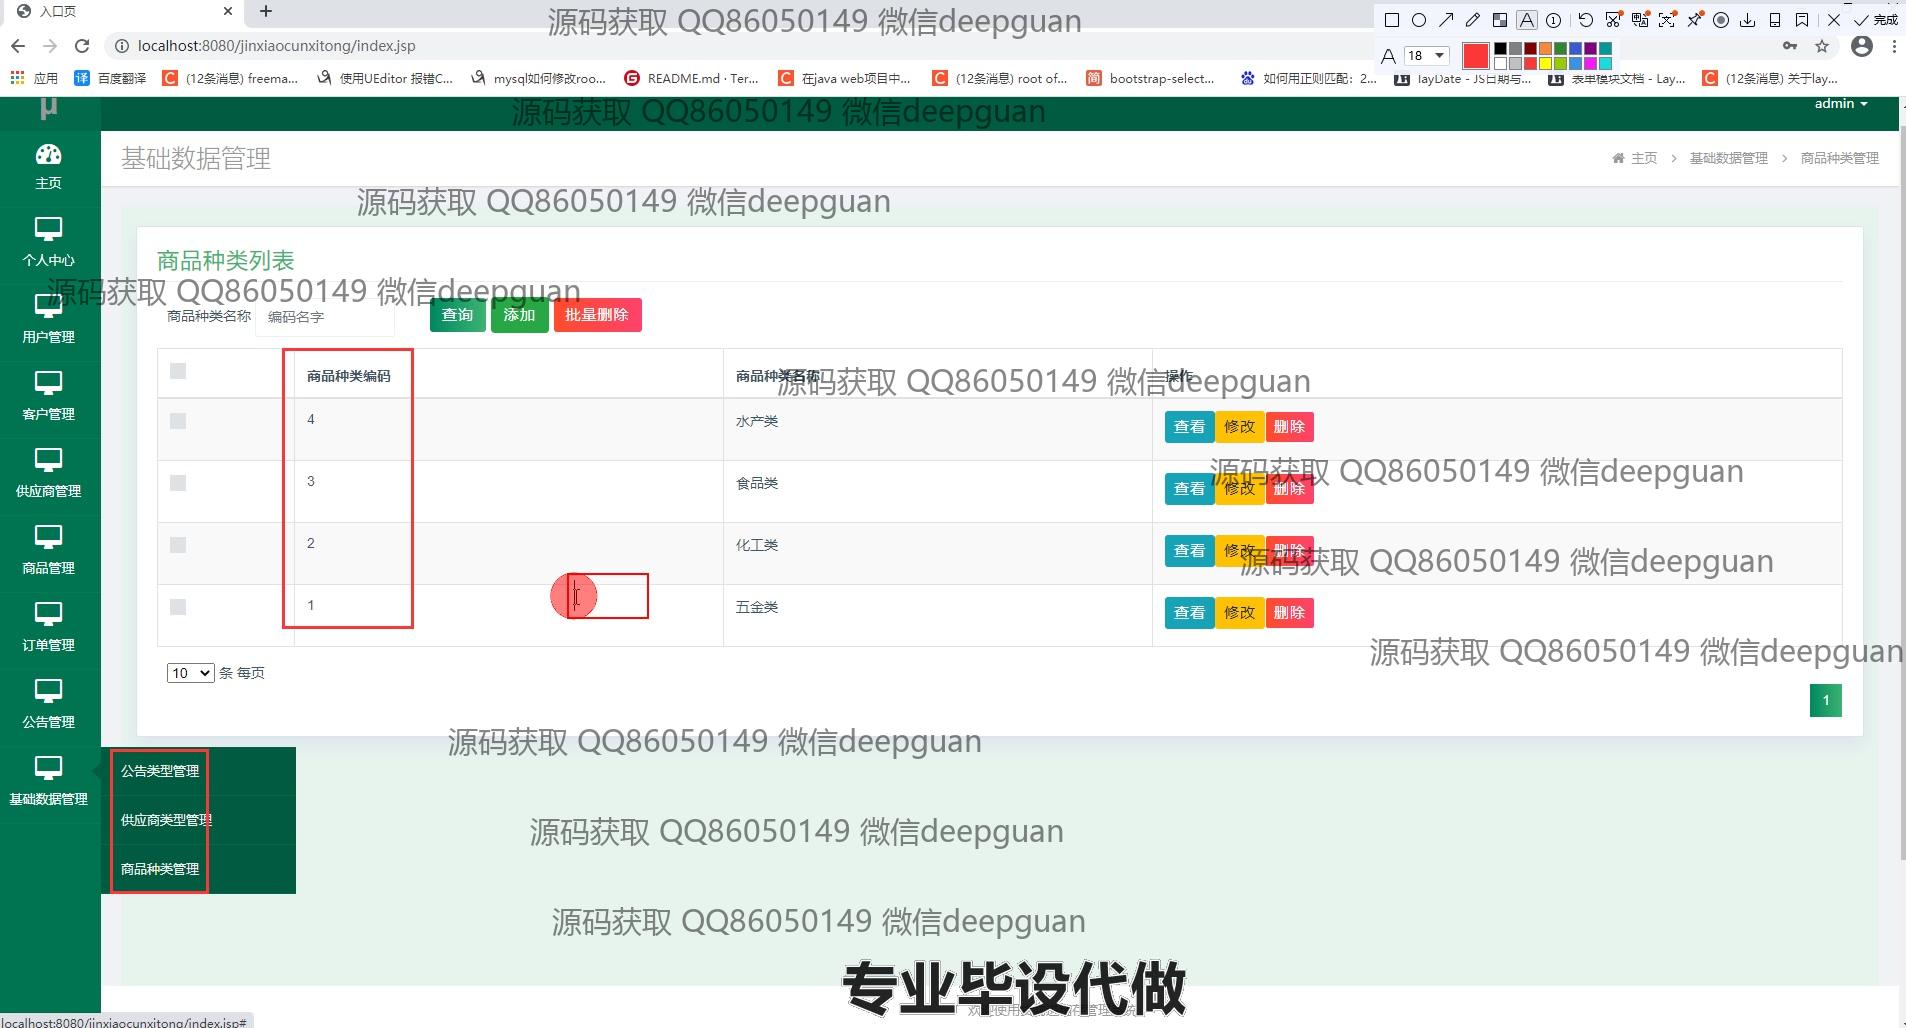 入口页
源码获取 QQ86050149 微信deepguan
完成
localhost:8080/jinxiaocunxitong/index.jsp
A 18
应用
百度翻译
(12条消息) freema...
使用UEditor 报错C...
mysql如何修改roo...
README.md · Ter...
在java web项目中...
(12条消息) root of...
bootstrap-select...
如何用正则匹配：2...
layDate - JS日期与...
表单模块文档 - Lay...
(12条消息) 关于lay...
μ
源码获取 QQ86050149 微信deepguan
admin
基础数据管理
主页 > 基础数据管理 > 商品种类管理
主页
源码获取 QQ86050149 微信deepguan
个人中心
商品种类列表
源码获取 QQ86050149 微信deepguan
商品种类名称
编码名字
查询
添加
批量删除
用户管理
商品种类编码
商品种类名称
操作
源码获取 QQ86050149 微信deepguan
客户管理
4
水产类
查看 修改 删除
源码获取 QQ86050149 微信deepguan
3
食品类
查看 修改 删除
供应商管理
2
化工类
查看 修改 删除
源码获取 QQ86050149 微信deepguan
商品管理
1
五金类
查看 修改 删除
订单管理
源码获取 QQ86050149 微信deepguan
10 条 每页
1
公告管理
源码获取 QQ86050149 微信deepguan
公告类型管理
基础数据管理
供应商类型管理
源码获取 QQ86050149 微信deepguan
商品种类管理
源码获取 QQ86050149 微信deepguan
专业毕设代做
localhost:8080/jinxiaocunxitong/index.jsp#